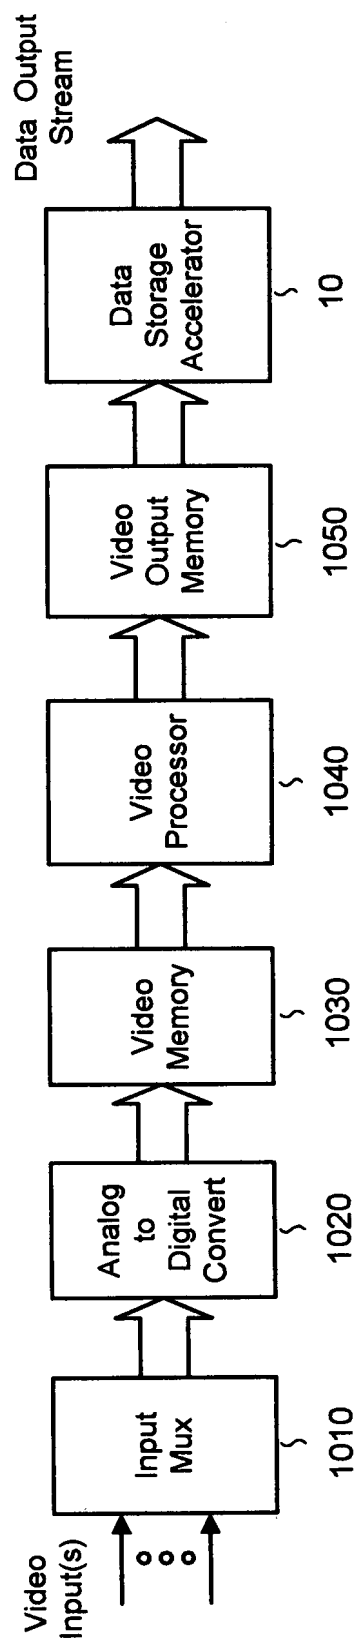 Video
Input(s)
Input
Mux
1010
Analog
to
Digital
Convert
1020
Video
Memory
1030
Video
Processor
1040
Video
Output
Memory
1050
Data
Storage
Accelerator
10
Data Output
Stream